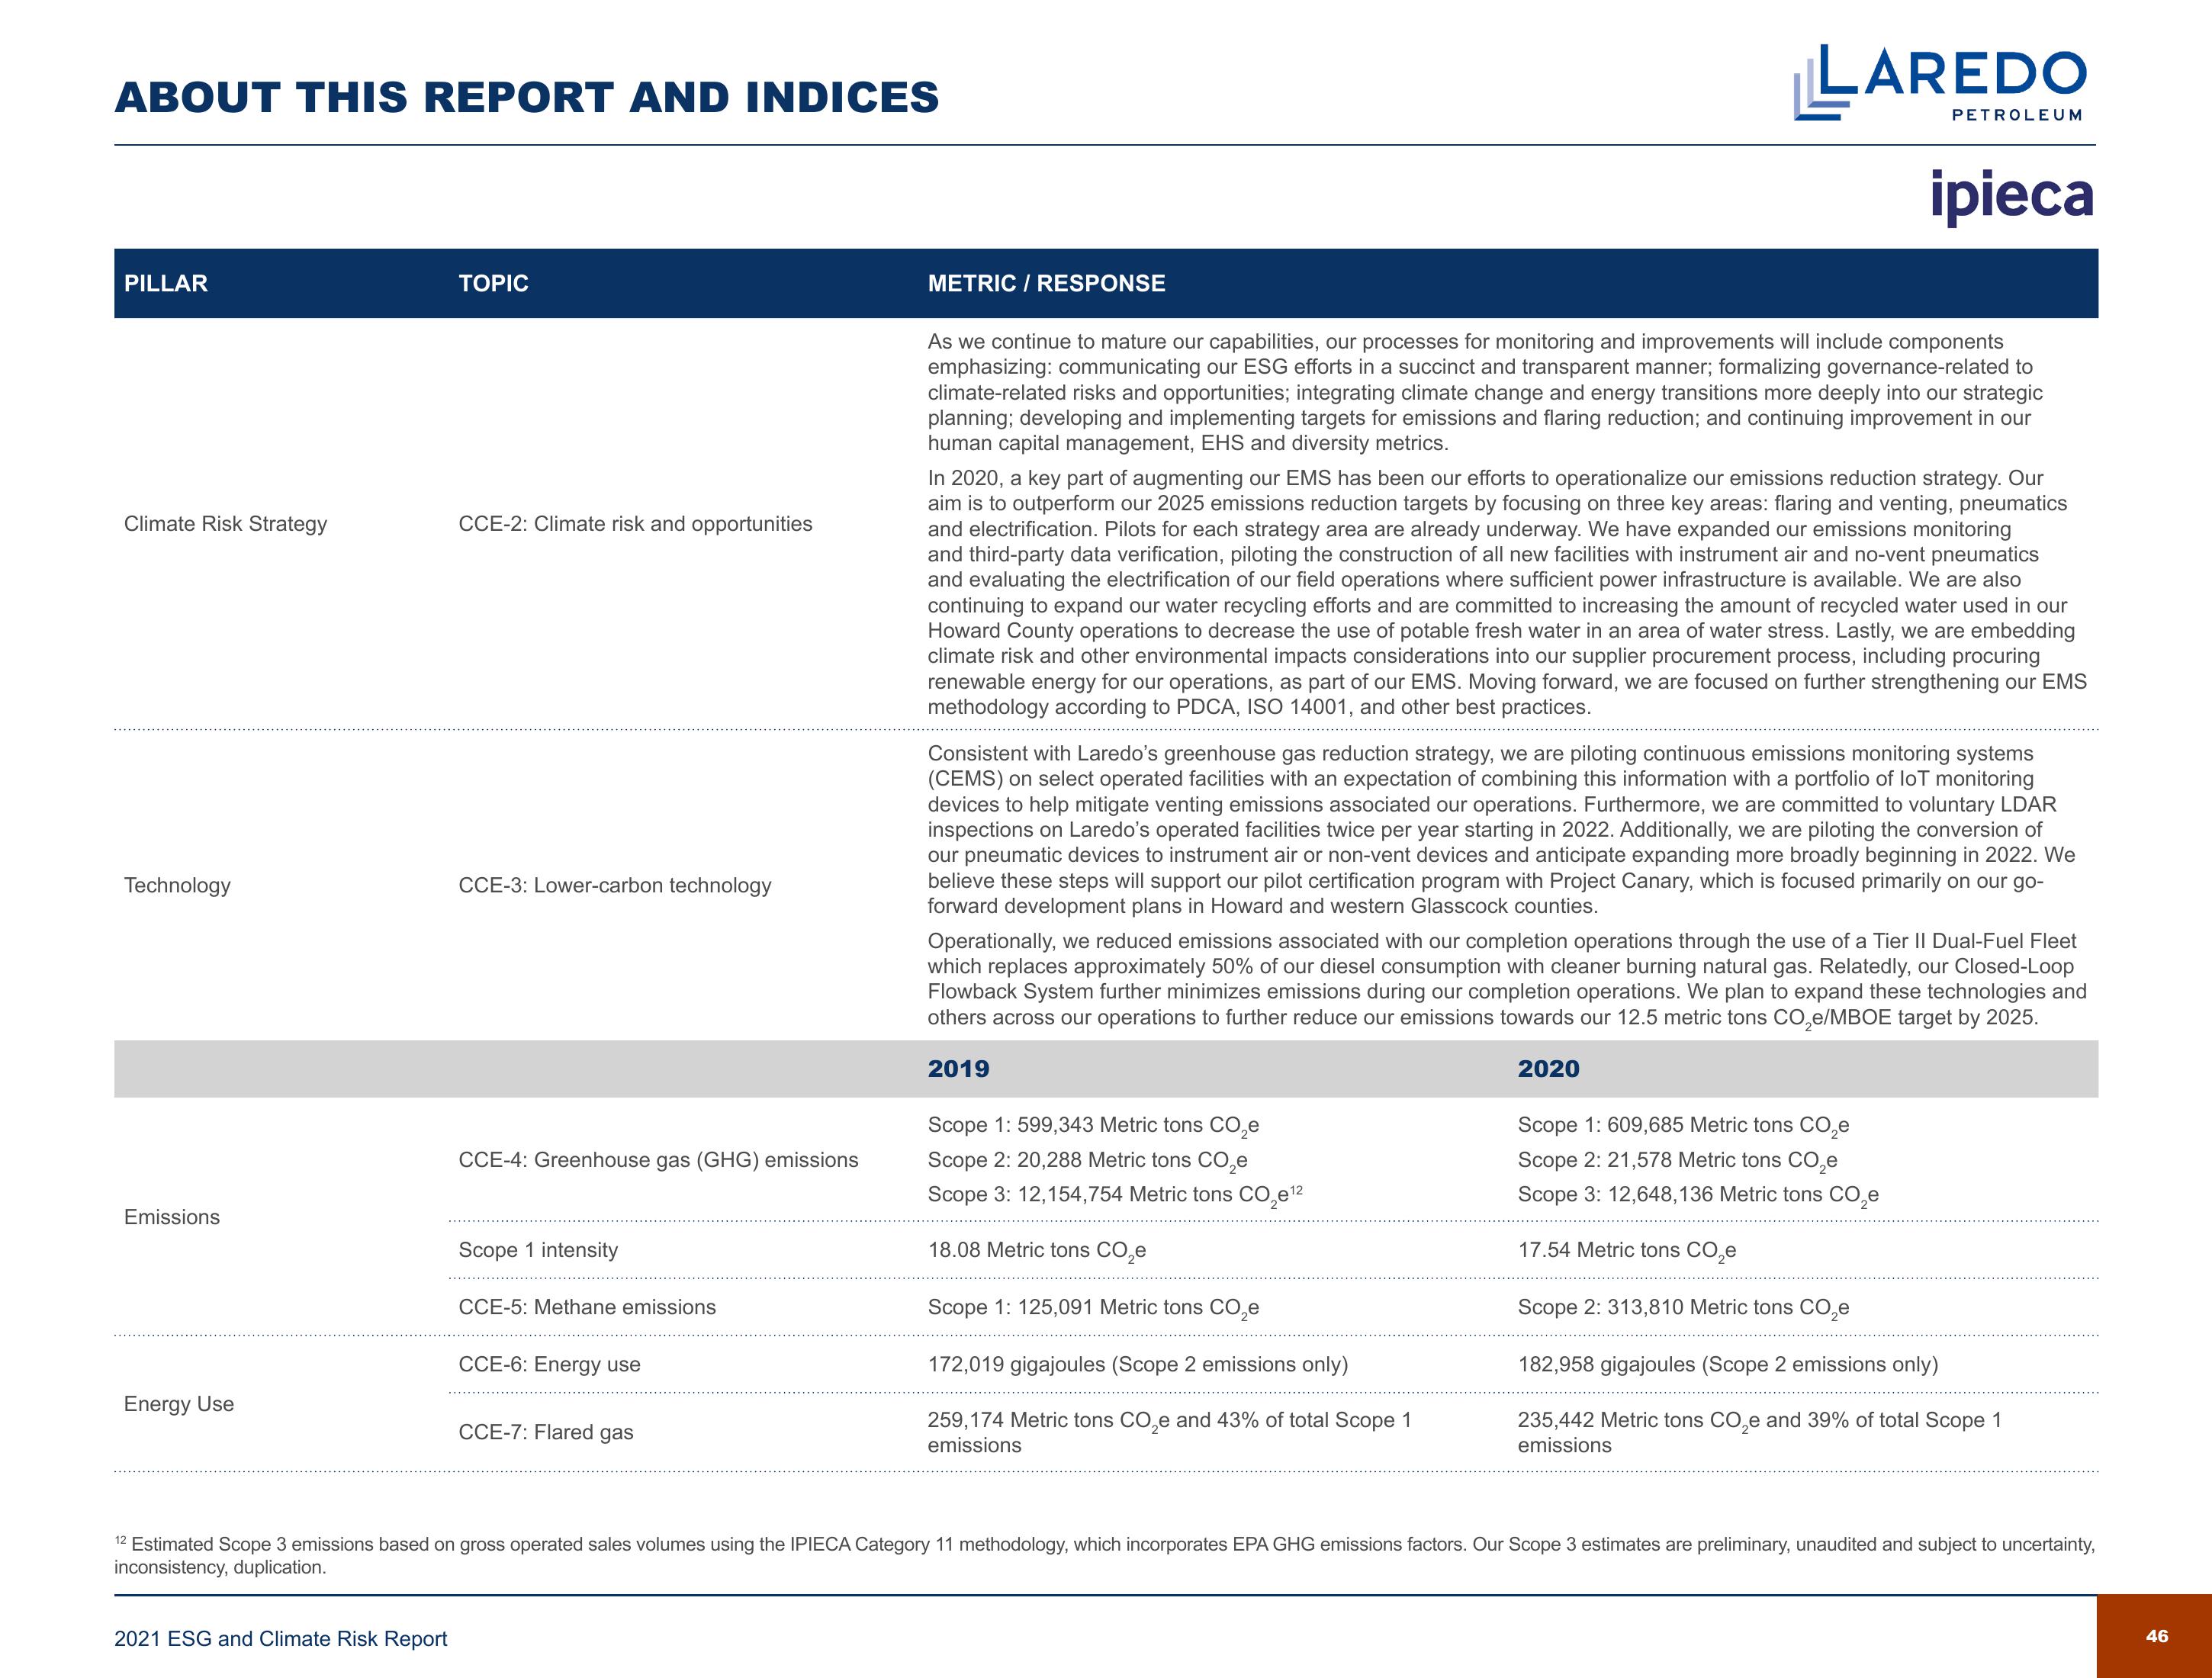 ABOUT THIS REPORT AND INDICES
LAREDO
PETROLEUM
ipieca
PILLAR
TOPIC
METRIC / RESPONSE
Climate Risk Strategy
CCE-2: Climate risk and opportunities
As we continue to mature our capabilities, our processes for monitoring and improvements will include components
emphasizing: communicating our ESG efforts in a succinct and transparent manner; formalizing governance-related to
climate-related risks and opportunities; integrating climate change and energy transitions more deeply into our strategic
planning; developing and implementing targets for emissions and flaring reduction; and continuing improvement in our
human capital management, EHS and diversity metrics.
In 2020, a key part of augmenting our EMS has been our efforts to operationalize our emissions reduction strategy. Our
aim is to outperform our 2025 emissions reduction targets by focusing on three key areas: flaring and venting, pneumatics
and electrification. Pilots for each strategy area are already underway. We have expanded our emissions monitoring
and third-party data verification, piloting the construction of all new facilities with instrument air and no-vent pneumatics
and evaluating the electrification of our field operations where sufficient power infrastructure is available. We are also
continuing to expand our water recycling efforts and are committed to increasing the amount of recycled water used in our
Howard County operations to decrease the use of potable fresh water in an area of water stress. Lastly, we are embedding
climate risk and other environmental impacts considerations into our supplier procurement process, including procuring
renewable energy for our operations, as part of our EMS. Moving forward, we are focused on further strengthening our EMS
methodology according to PDCA, ISO 14001, and other best practices.
Technology
CCE-3: Lower-carbon technology
Consistent with Laredo’s greenhouse gas reduction strategy, we are piloting continuous emissions monitoring systems
(CEMS) on select operated facilities with an expectation of combining this information with a portfolio of IoT monitoring
devices to help mitigate venting emissions associated our operations. Furthermore, we are committed to voluntary LDAR
inspections on Laredo’s operated facilities twice per year starting in 2022. Additionally, we are piloting the conversion of
our pneumatic devices to instrument air or non-vent devices and anticipate expanding more broadly beginning in 2022. We
believe these steps will support our pilot certification program with Project Canary, which is focused primarily on our go-
forward development plans in Howard and western Glasscock counties.
Operationally, we reduced emissions associated with our completion operations through the use of a Tier II Dual-Fuel Fleet
which replaces approximately 50% of our diesel consumption with cleaner burning natural gas. Relatedly, our Closed-Loop
Flowback System further minimizes emissions during our completion operations. We plan to expand these technologies and
others across our operations to further reduce our emissions towards our 12.5 metric tons CO₂e/MBOE target by 2025.
2019
2020
Emissions
CCE-4: Greenhouse gas (GHG) emissions
Scope 1: 599,343 Metric tons CO₂e
Scope 2: 20,288 Metric tons CO₂e
Scope 3: 12,154,754 Metric tons CO₂e¹²
Scope 1: 609,685 Metric tons CO₂e
Scope 2: 21,578 Metric tons CO₂e
Scope 3: 12,648,136 Metric tons CO₂e
Scope 1 intensity
18.08 Metric tons CO₂e
17.54 Metric tons CO₂e
CCE-5: Methane emissions
Scope 1: 125,091 Metric tons CO₂e
Scope 2: 313,810 Metric tons CO₂e
Energy Use
CCE-6: Energy use
172,019 gigajoules (Scope 2 emissions only)
182,958 gigajoules (Scope 2 emissions only)
CCE-7: Flared gas
259,174 Metric tons CO₂e and 43% of total Scope 1
emissions
235,442 Metric tons CO₂e and 39% of total Scope 1
emissions
¹² Estimated Scope 3 emissions based on gross operated sales volumes using the IPIECA Category 11 methodology, which incorporates EPA GHG emissions factors. Our Scope 3 estimates are preliminary, unaudited and subject to uncertainty,
inconsistency, duplication.
2021 ESG and Climate Risk Report
46